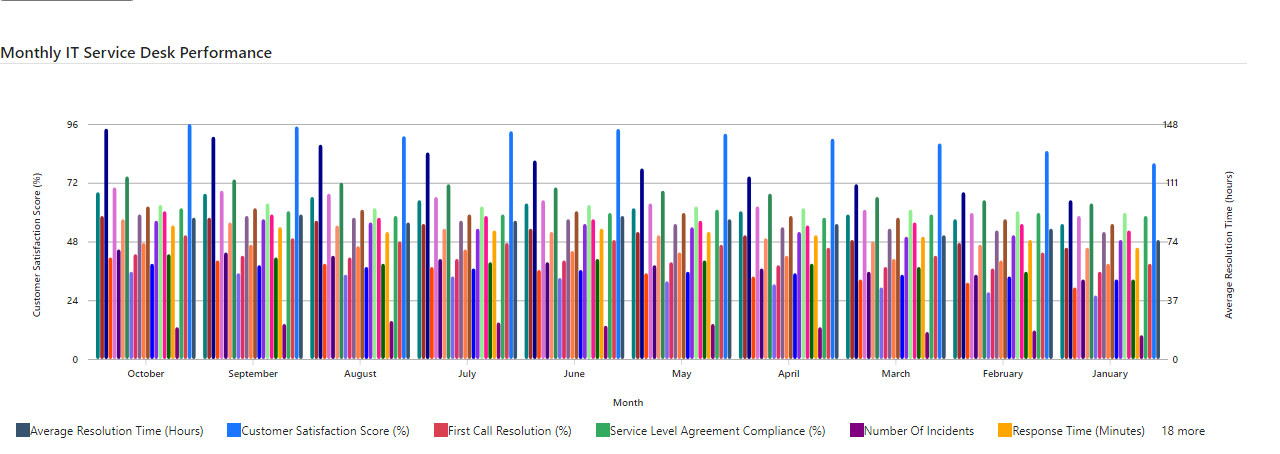 Monthly IT Service Desk Performance
96 148
72 111
48 74
24 37
0 0
Customer Satisfaction Score (%)
Average Resolution Time (hours)
October September August July June May April March February January
Month
Average Resolution Time (Hours) Customer Satisfaction Score (%) First Call Resolution (%) Service Level Agreement Compliance (%) Number Of Incidents Response Time (Minutes) 18 more